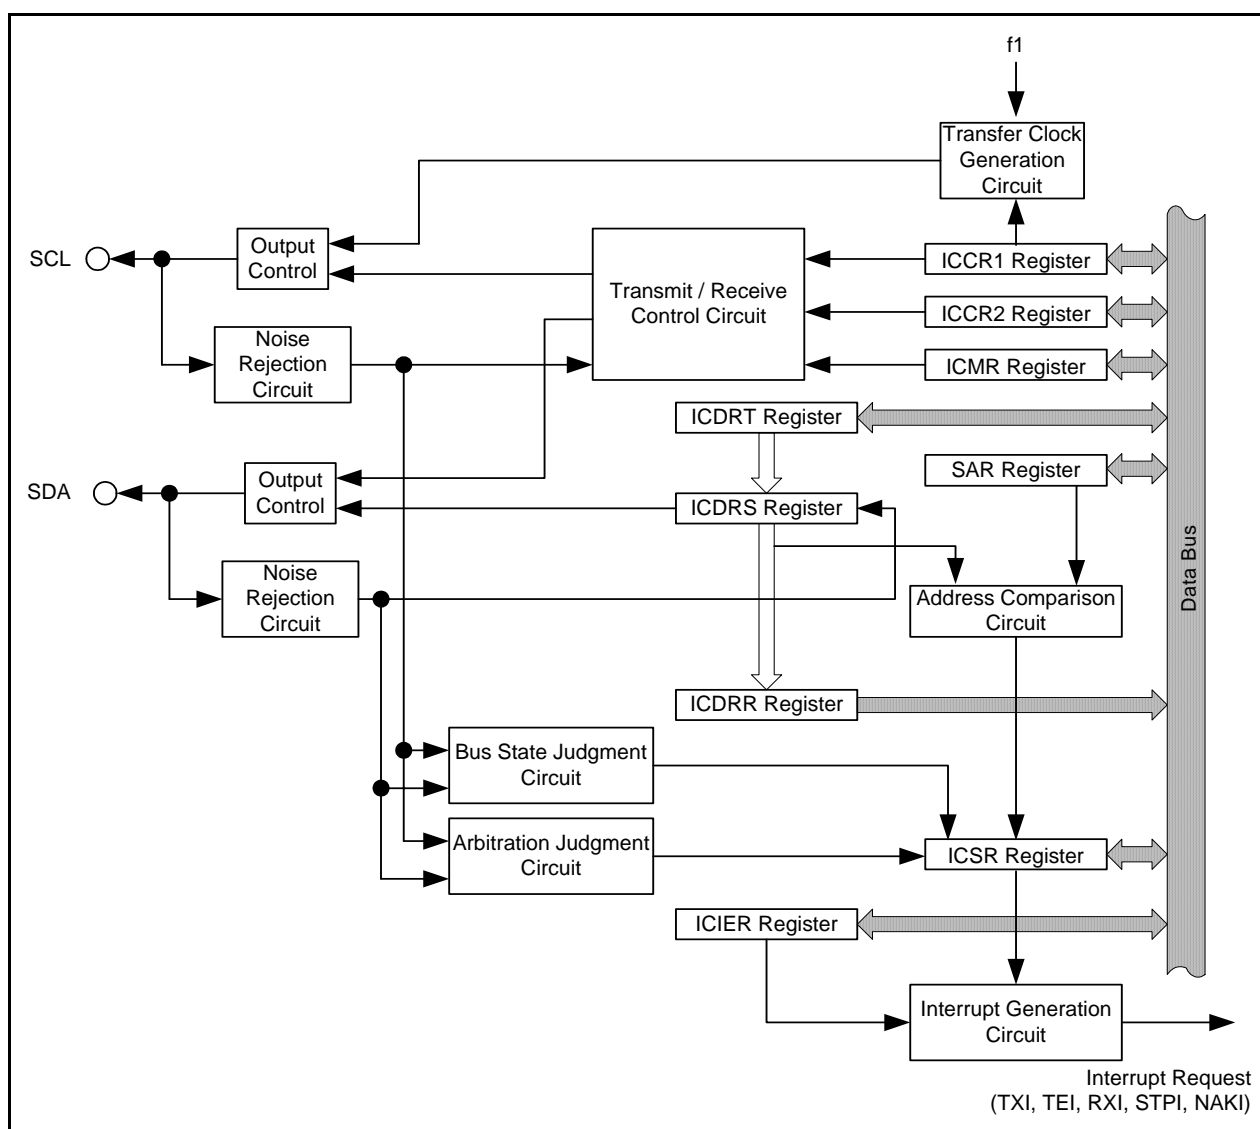 f1
Transfer Clock
Generation
Circuit
SCL
Output
Control
Transmit / Receive
Control Circuit
ICCR1 Register
ICCR2 Register
Noise
Rejection
Circuit
ICMR Register
ICDRT Register
SAR Register
SDA
Output
Control
ICDRS Register
Data Bus
Noise
Rejection
Circuit
Address Comparison
Circuit
ICDRR Register
Bus State Judgment
Circuit
Arbitration Judgment
Circuit
ICSR Register
ICIER Register
Interrupt Generation
Circuit
Interrupt Request
(TXI, TEI, RXI, STPI, NAKI)